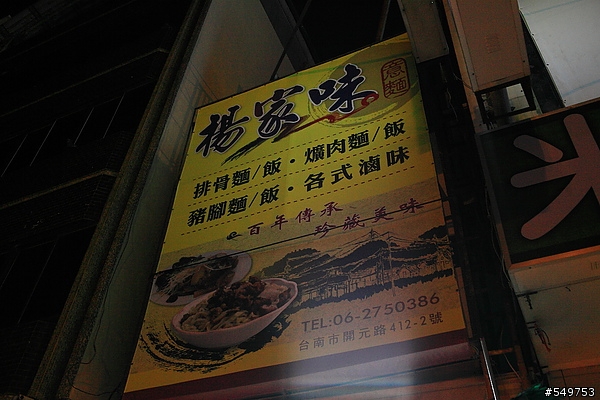 楊家味
意麵
排骨麵/飯・爌肉麵/飯
豬腳麵/飯・各式滷味
百年傳承
珍藏美味
TEL:06-2750386
台南市開元路412-2號
#549753